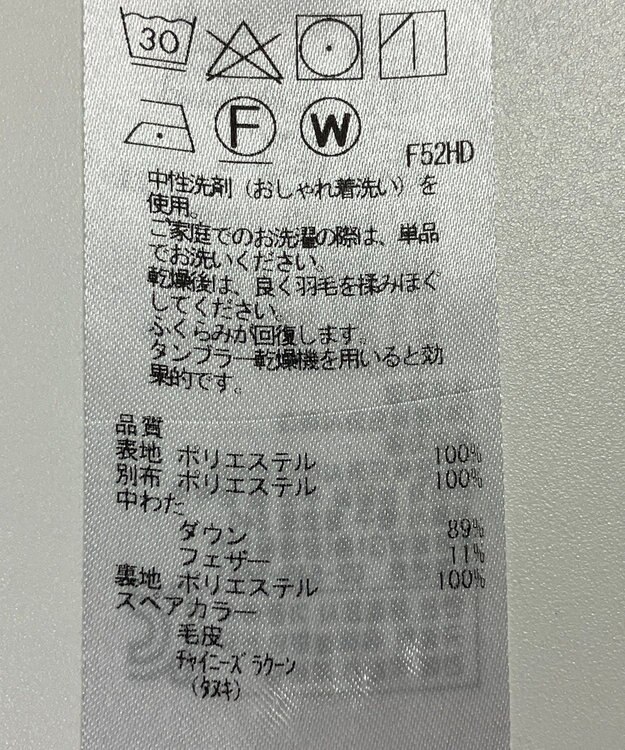 30
F W
F52HD
中性洗剤（おしゃれ着洗い）を
使用。
ご家庭でのお洗濯の際は、単品
でお洗いください。
乾燥後は、良く羽毛を揉みほぐ
してください。
ふくらみが回復します。
タンブラー乾燥機を用いると効
果的です。
品質
表地 ポリエステル 100%
別布 ポリエステル 100%
中わた
ダウン 89%
フェザー 11%
裏地 ポリエステル 100%
スペアカラー
毛皮
ﾁｬｲﾆｰｽﾞﾗｸｰﾝ
(ﾀﾇｷ)